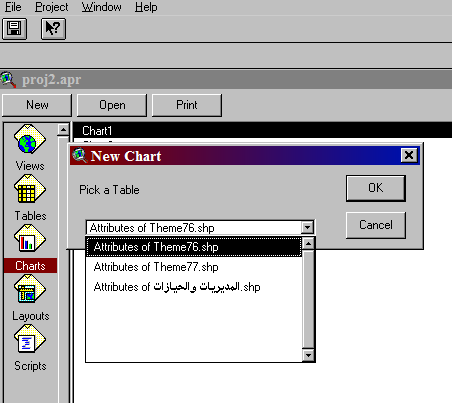 File Project Window Help
proj2.apr
New Open Print
Chart1
Views
Tables
Charts
Layouts
Scripts
New Chart
Pick a Table
OK
Cancel
Attributes of Theme76.shp
Attributes of Theme76.shp
Attributes of Theme77.shp
Attributes of المديريات والحيازات.shp